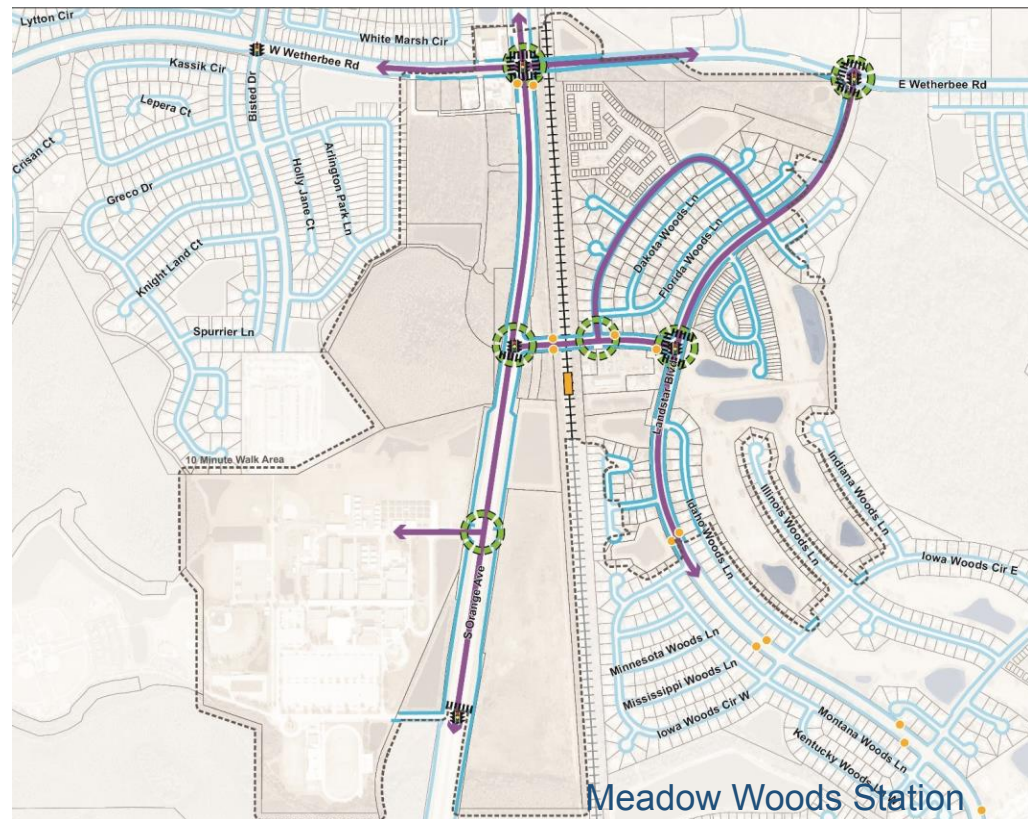 Lytton Cir
White Marsh Cir
W Wetherbee Rd
E Wetherbee Rd
Kassik Cir
Bisted Dr
Lepera Ct
Crisan Ct
Holly Jane Ct
Arlington Park Ln
Greco Dr
Dakota Woods Ln
Florida Woods Ln
Knight Land Ct
Spurrier Ln
Landstar Blvd
10 Minute Walk Area
Indiana Woods Ln
Illinois Woods Ln
Idaho Woods Ln
Iowa Woods Cir E
S Orange Ave
Minnesota Woods Ln
Mississippi Woods Ln
Iowa Woods Cir W
Montana Woods Ln
Kentucky Woods
Meadow Woods Station